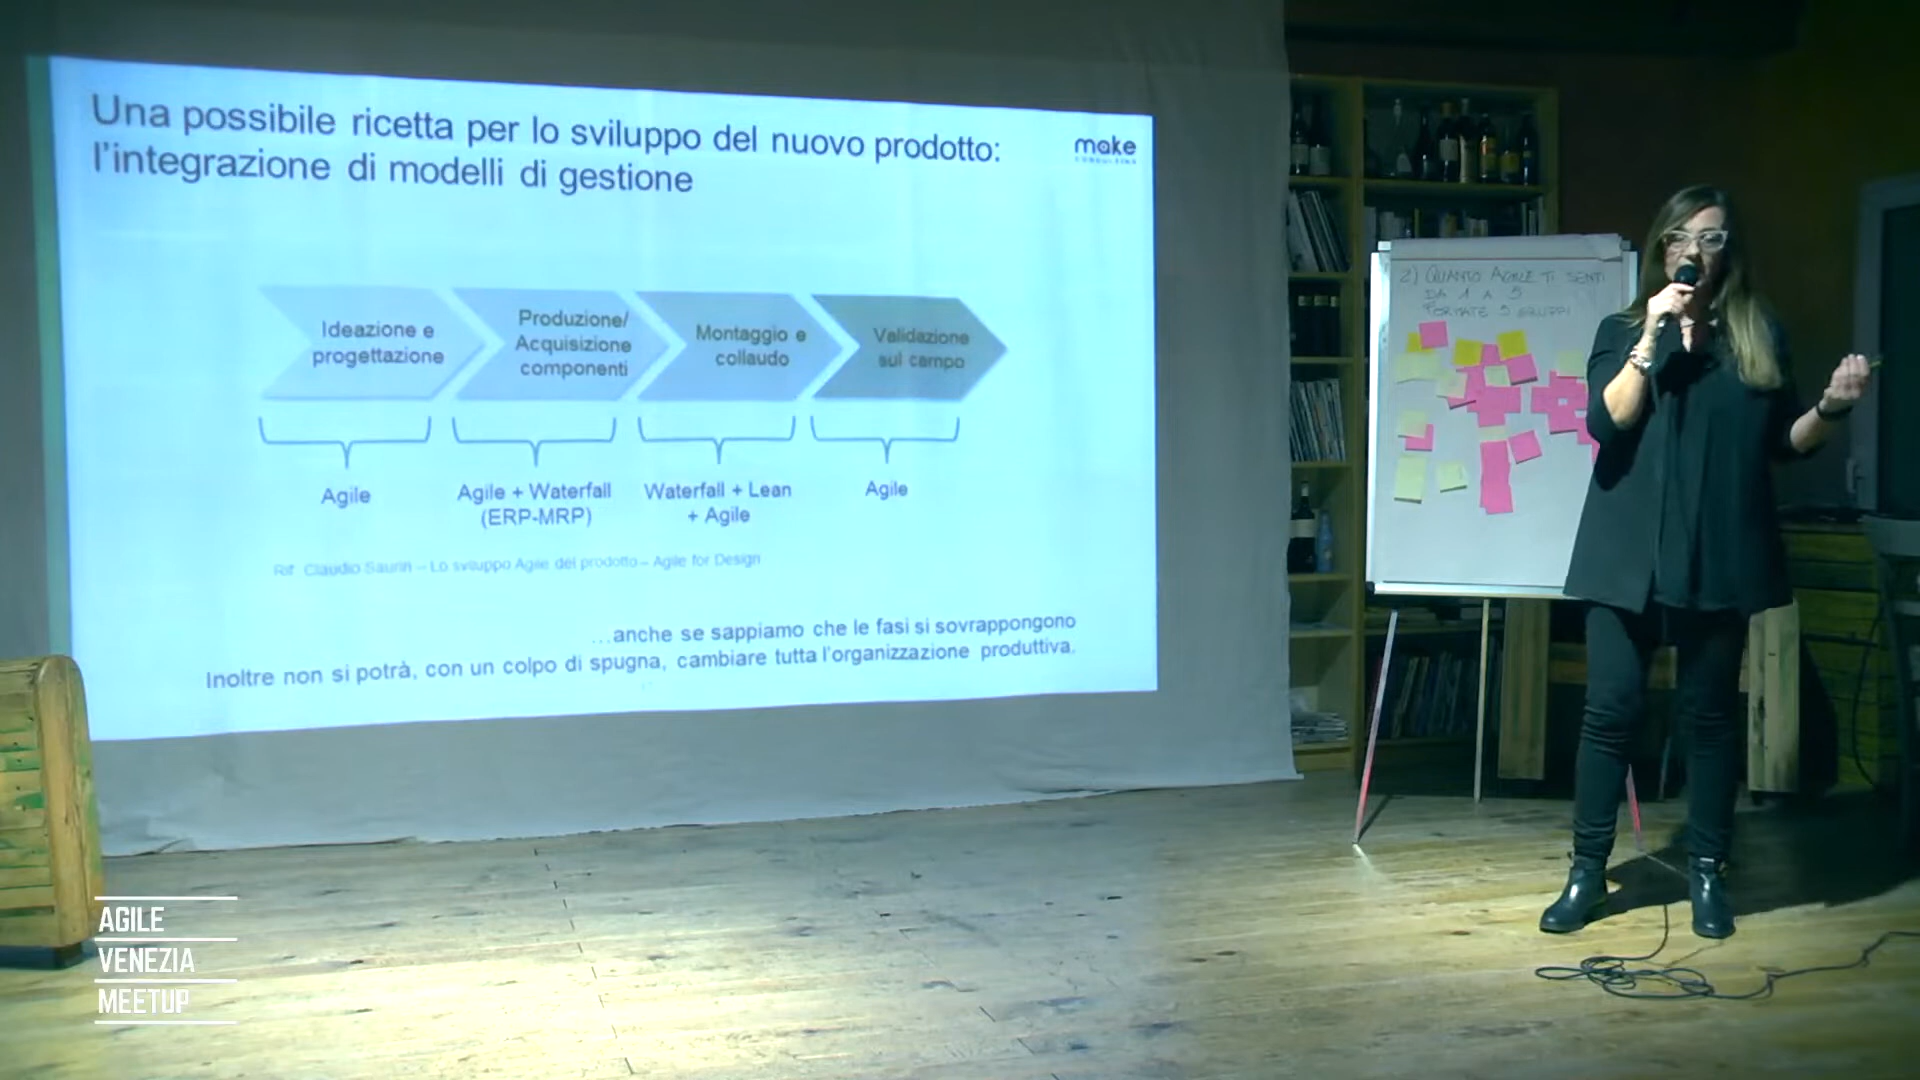 Una possibile ricetta per lo sviluppo del nuovo prodotto:
l'integrazione di modelli di gestione
make
CONSULTING
Ideazione e
progettazione
Produzione/
Acquisizione
componenti
Montaggio e
collaudo
Validazione
sul campo
Agile
Agile + Waterfall
(ERP-MRP)
Waterfall + Lean
+ Agile
Agile
Rif. Claudio Saurin – Lo sviluppo Agile del prodotto – Agile for Design
...anche se sappiamo che le fasi si sovrappongono
Inoltre non si potrà, con un colpo di spugna, cambiare tutta l'organizzazione produttiva.
2) QUANTO AGILE TI SENTI
DA 1 A 5
FORMATE 5 GRUPPI
AGILE
VENEZIA
MEETUP